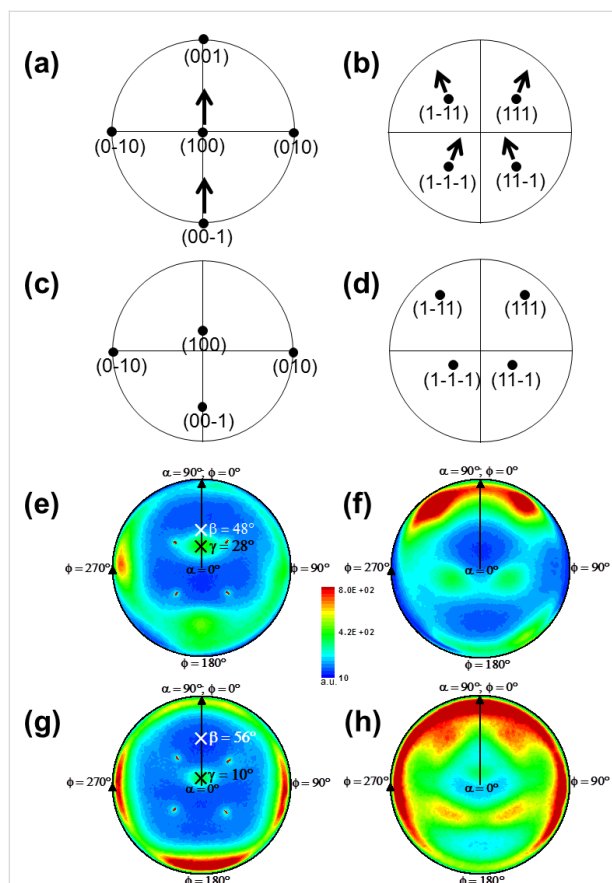 (a)
(001)
(0-10)
(100)
(010)
(00-1)
(b)
(1-11)
(111)
(1-1-1)
(11-1)
(c)
(100)
(0-10)
(010)
(00-1)
(d)
(1-11)
(111)
(1-1-1)
(11-1)
(e)
α = 90°; ϕ = 0°
β = 48°
γ = 28°
α = 0°
ϕ = 270°
ϕ = 90°
ϕ = 180°
(f)
α = 90°; ϕ = 0°
ϕ = 270°
α = 0°
ϕ = 90°
ϕ = 180°
8.0E + 02
4.2E + 02
10
a.u.
(g)
α = 90°; ϕ = 0°
β = 56°
γ = 10°
α = 0°
ϕ = 270°
ϕ = 90°
ϕ = 180°
(h)
α = 90°; ϕ = 0°
ϕ = 270°
α = 0°
ϕ = 90°
ϕ = 180°